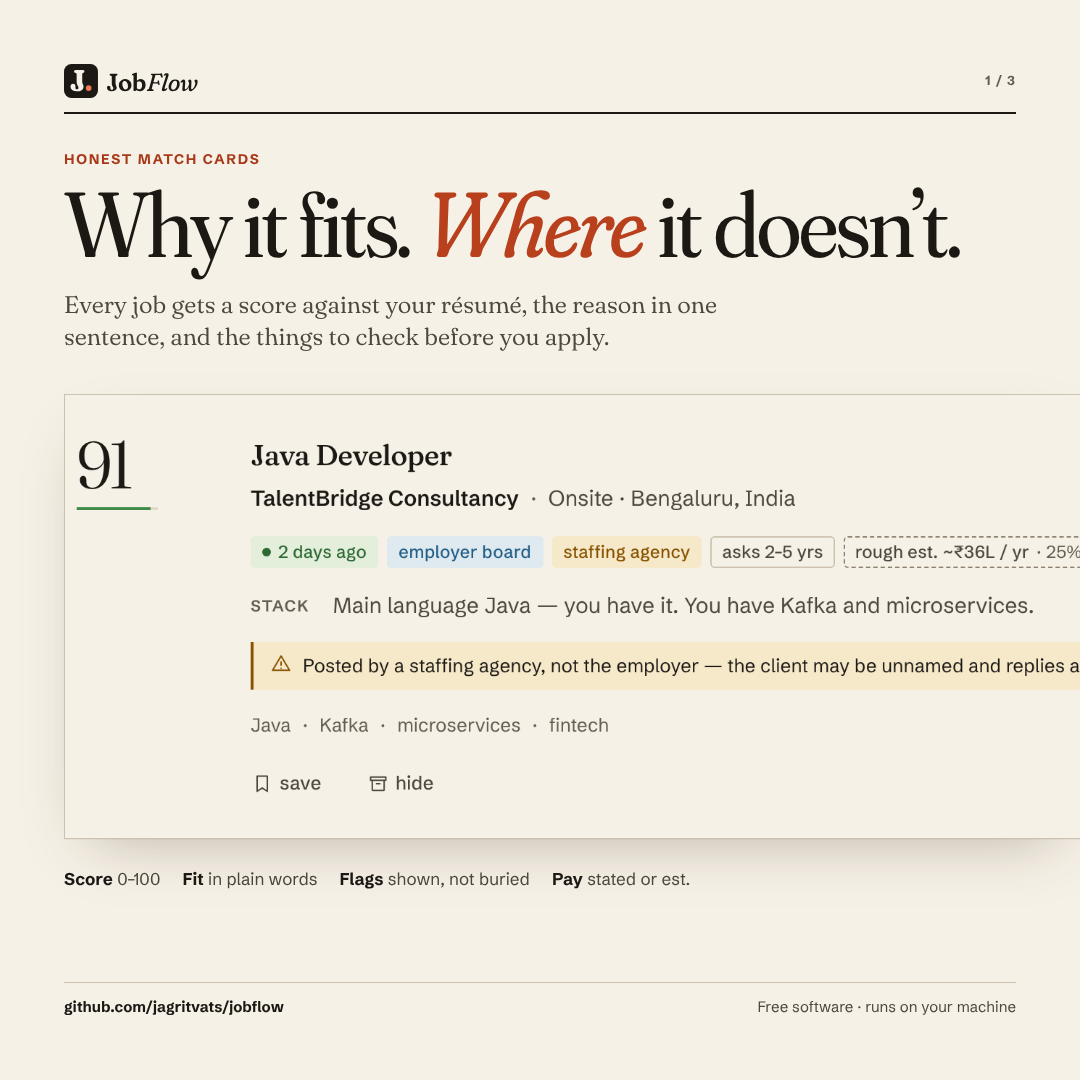 J. JobFlow
1 / 3
HONEST MATCH CARDS
Why it fits. Where it doesn’t.
Every job gets a score against your résumé, the reason in one
sentence, and the things to check before you apply.
91
Java Developer
TalentBridge Consultancy · Onsite · Bengaluru, India
2 days ago employer board staffing agency asks 2–5 yrs rough est. ~₹36L / yr · 25%
STACK Main language Java — you have it. You have Kafka and microservices.
Posted by a staffing agency, not the employer — the client may be unnamed and replies a
Java · Kafka · microservices · fintech
save hide
Score 0–100 Fit in plain words Flags shown, not buried Pay stated or est.
github.com/jagritvats/jobflow
Free software · runs on your machine